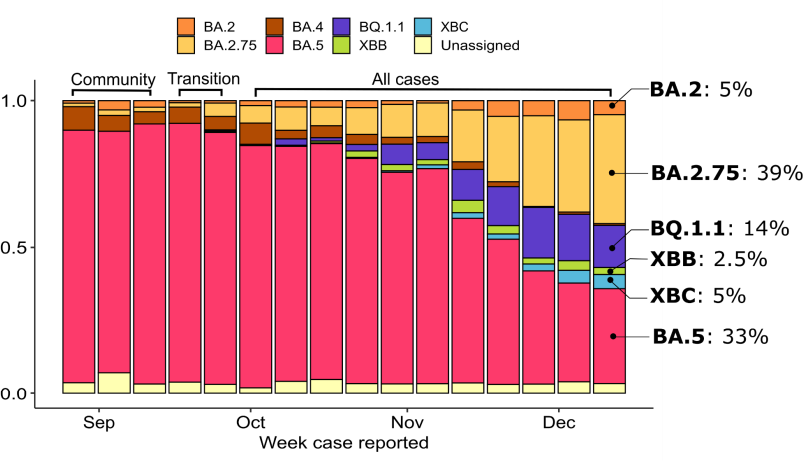 BA.2 BA.4 BQ.1.1 XBC
BA.2.75 BA.5 XBB Unassigned
Community Transition All cases
1.0
0.5
0.0
BA.2: 5%
BA.2.75: 39%
BQ.1.1: 14%
XBB: 2.5%
XBC: 5%
BA.5: 33%
Sep Oct Nov Dec
Week case reported